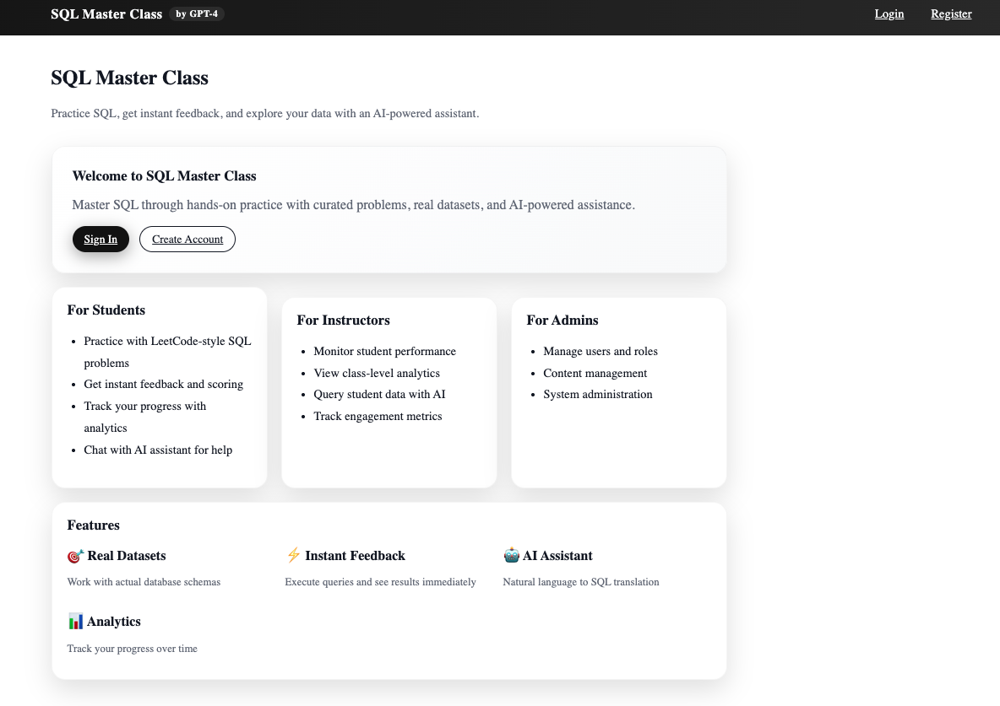 SQL Master Class by GPT-4 Login Register
SQL Master Class
Practice SQL, get instant feedback, and explore your data with an AI-powered assistant.
Welcome to SQL Master Class
Master SQL through hands-on practice with curated problems, real datasets, and AI-powered assistance.
Sign In Create Account
For Students
Practice with LeetCode-style SQL
problems
Get instant feedback and scoring
Track your progress with
analytics
Chat with AI assistant for help
For Instructors
Monitor student performance
View class-level analytics
Query student data with AI
Track engagement metrics
For Admins
Manage users and roles
Content management
System administration
Features
🎯 Real Datasets
Work with actual database schemas
⚡ Instant Feedback
Execute queries and see results immediately
🤖 AI Assistant
Natural language to SQL translation
📊 Analytics
Track your progress over time